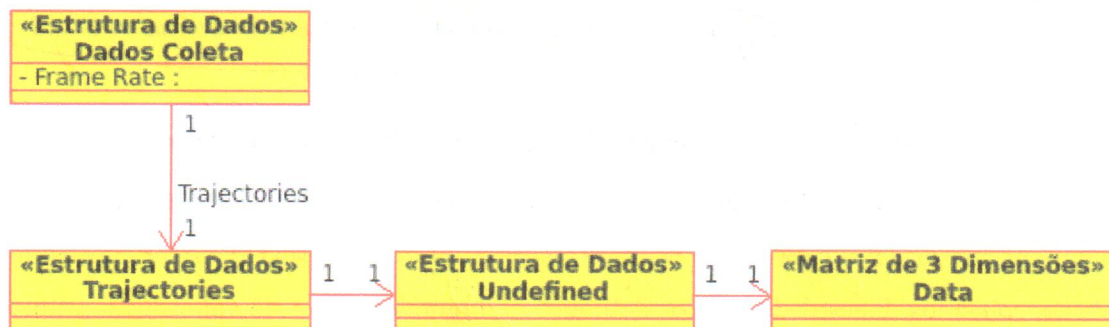 «Estrutura de Dados»
Dados Coleta
- Frame Rate :
1
Trajectories
1
«Estrutura de Dados»
Trajectories
1 1
«Estrutura de Dados»
Undefined
1 1
«Matriz de 3 Dimensões»
Data